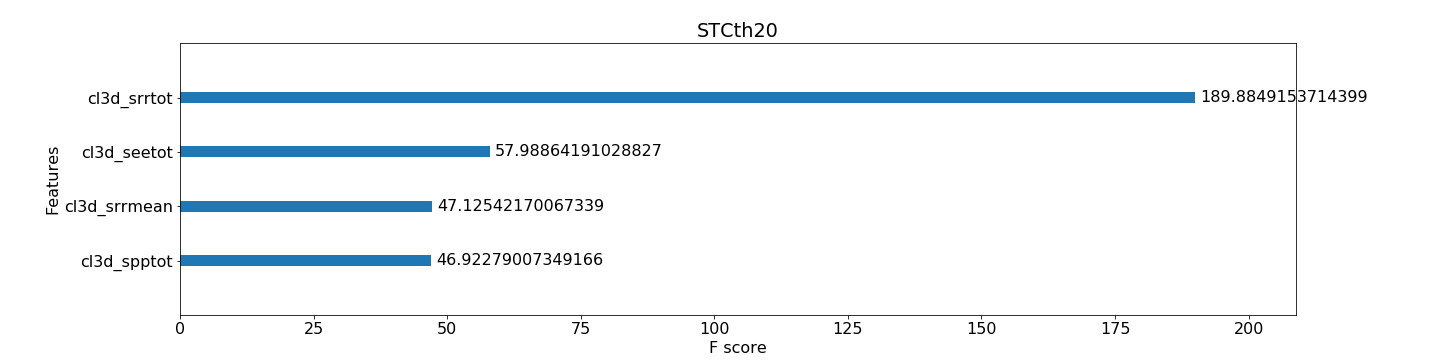 STCth20
cl3d_srrtot 189.8849153714399
cl3d_seetot 57.98864191028827
Features
cl3d_srrmean 47.12542170067339
cl3d_spptot 46.92279007349166
0 25 50 75 100 125 150 175 200
F score